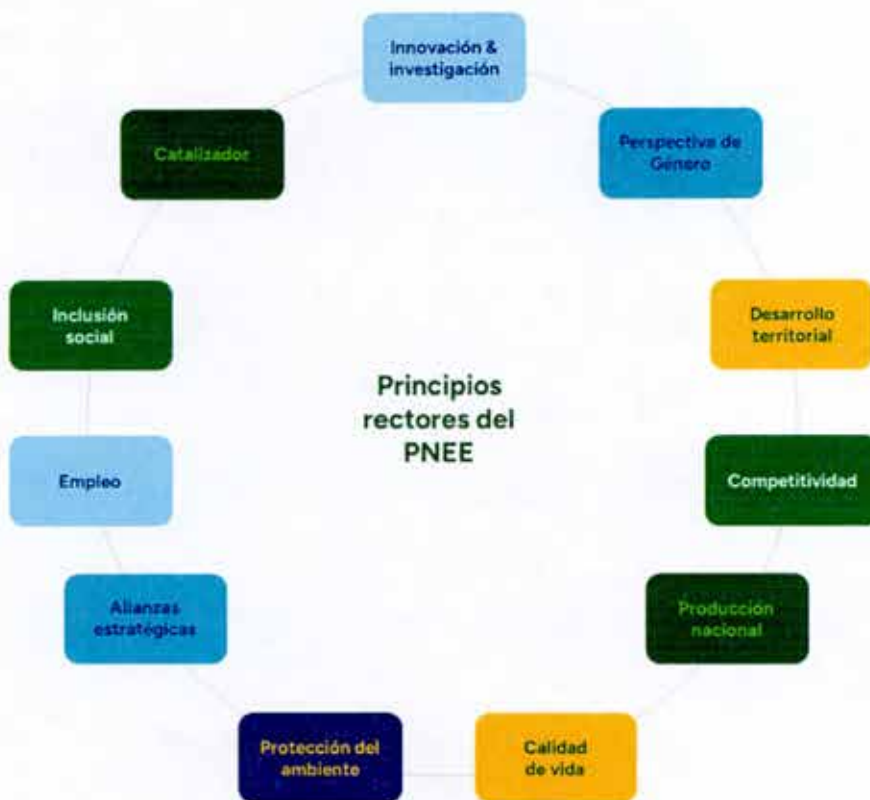 Innovación &
investigación
Perspectiva de
Género
Desarrollo
territorial
Competitividad
Producción
nacional
Calidad
de vida
Protección del
ambiente
Alianzas
estratégicas
Empleo
Inclusión
social
Catalizador
Principios
rectores del
PNEE